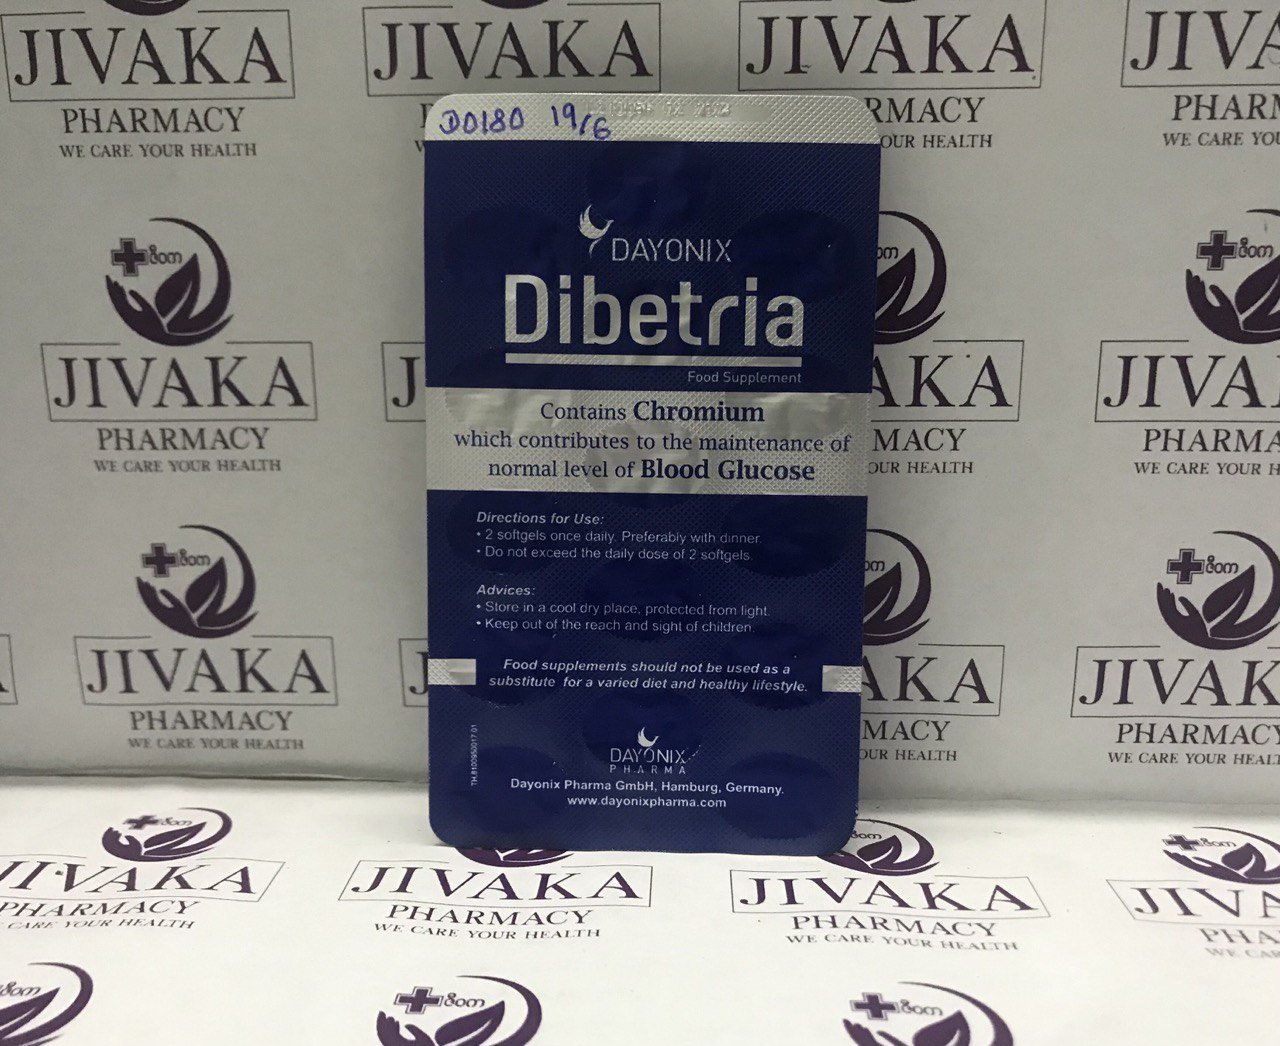 JIVAKA
PHARMACY
WE CARE YOUR HEALTH
ဇီဝက
D0180 19/6
DAYONIX
Dibetria
Food Supplement
Contains Chromium
which contributes to the maintenance of
normal level of Blood Glucose
Directions for Use:
• 2 softgels once daily. Preferably with dinner.
• Do not exceed the daily dose of 2 softgels.
Advices:
• Store in a cool dry place, protected from light.
• Keep out of the reach and sight of children.
Food supplements should not be used as a
substitute for a varied diet and healthy lifestyle.
DAYONIX
PHARMA
Dayonix Pharma GmbH, Hamburg, Germany.
www.dayonixpharma.com